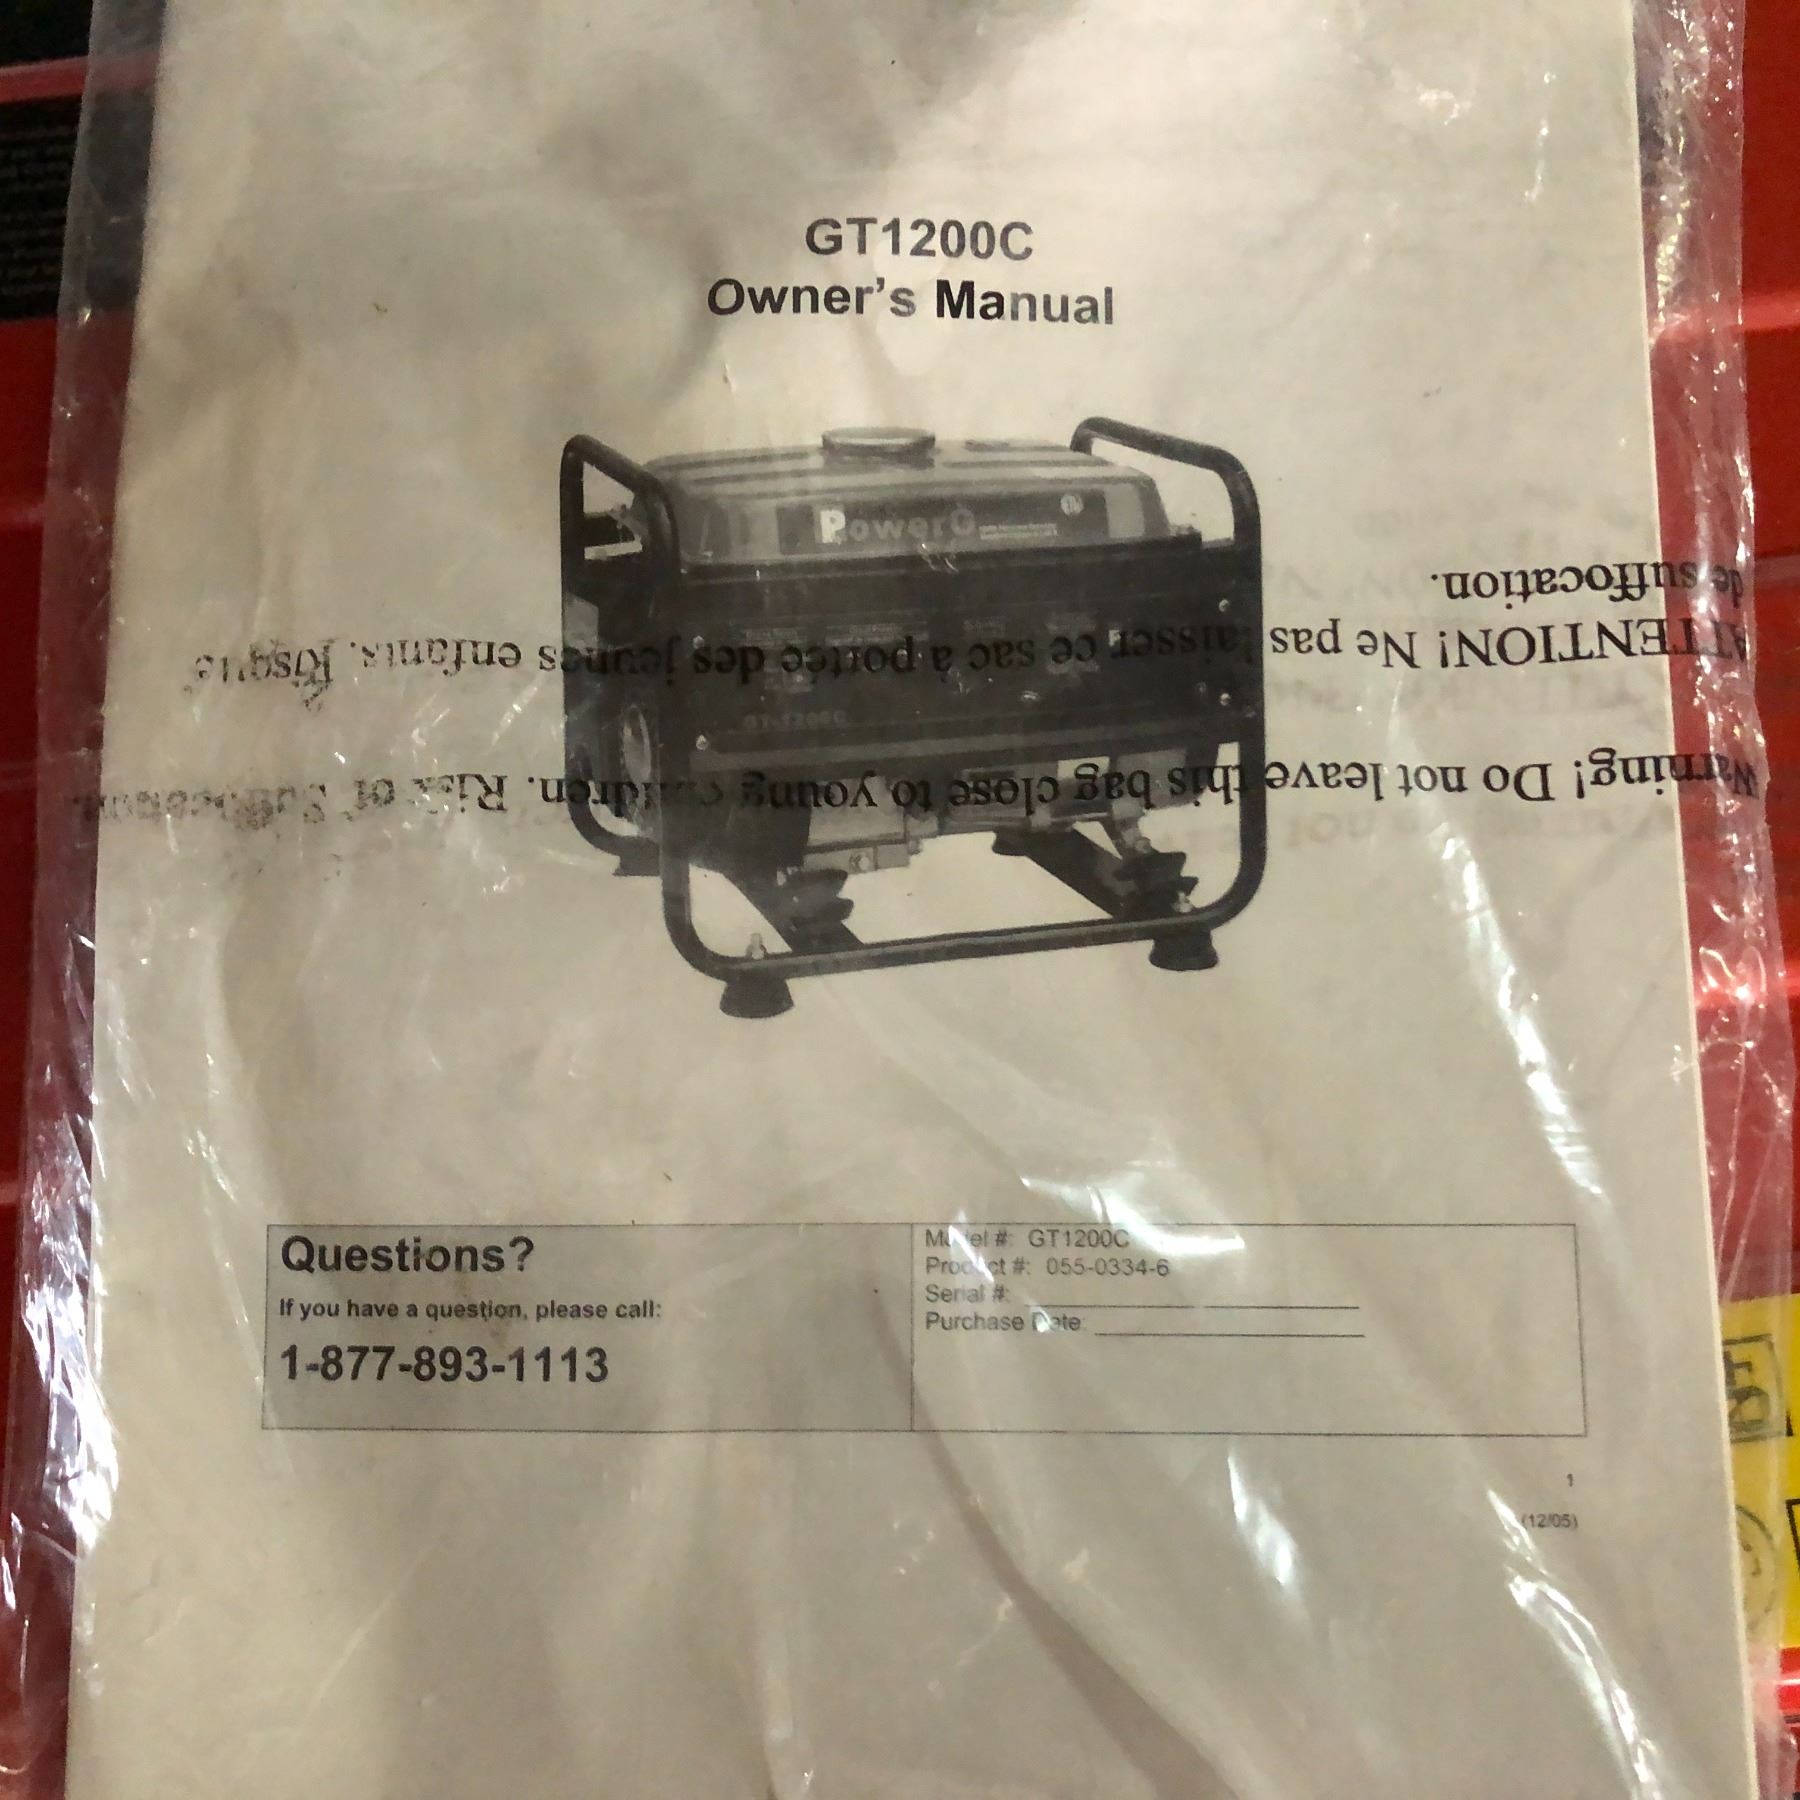 GT1200C
Owner's Manual
PowerG
de suffocation.
ATTENTION! Ne pas laisser ce sac à portée des jeunes enfants. Risque
GT-1200C
Warning! Do not leave this bag close to young children. Risk of Suffocation.
Questions?
If you have a question, please call:
1-877-893-1113
Model #: GT1200C
Product #: 055-0334-6
Serial #:
Purchase Date:
1
(12/05)